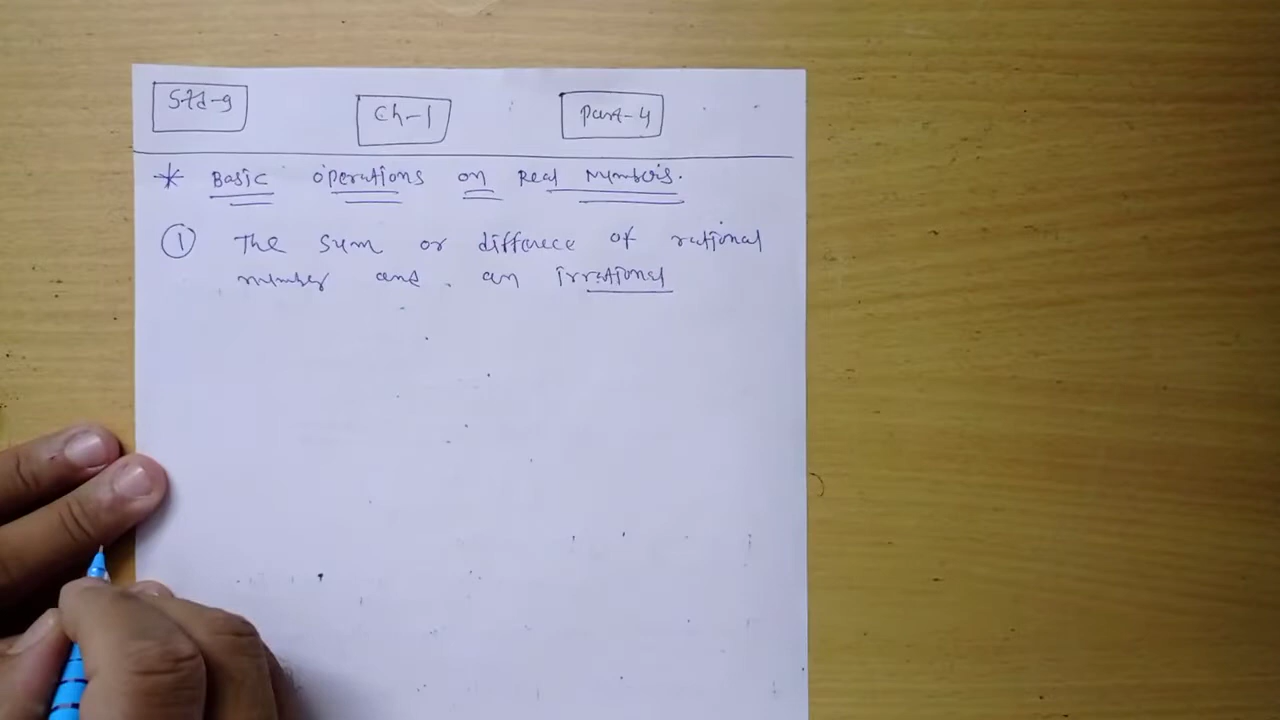 Std-9
Ch-1
Part-4
* Basic operations on Real Numbers.
① The sum or differece of rational
number and an irrational